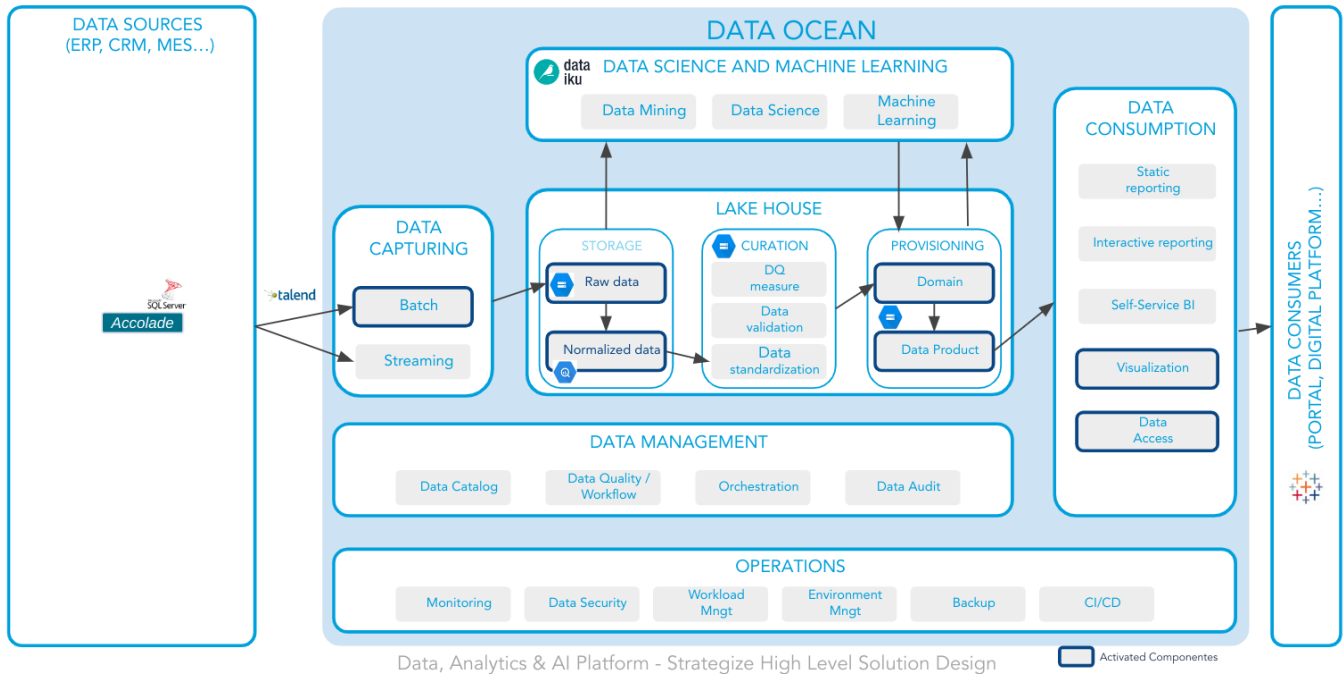 DATA SOURCES
(ERP, CRM, MES...)
SQL Server
Accolade
talend
DATA OCEAN
data
iku
DATA SCIENCE AND MACHINE LEARNING
Data Mining
Data Science
Machine
Learning
DATA
CAPTURING
Batch
Streaming
LAKE HOUSE
STORAGE
Raw data
Normalized data
CURATION
DQ
measure
Data
validation
Data
standardization
PROVISIONING
Domain
Data Product
DATA
CONSUMPTION
Static
reporting
Interactive reporting
Self-Service BI
Visualization
Data
Access
DATA CONSUMERS
(PORTAL, DIGITAL PLATFORM...)
DATA MANAGEMENT
Data Catalog
Data Quality /
Workflow
Orchestration
Data Audit
OPERATIONS
Monitoring
Data Security
Workload
Mngt
Environment
Mngt
Backup
CI/CD
Data, Analytics & AI Platform - Strategize High Level Solution Design
Activated Componentes